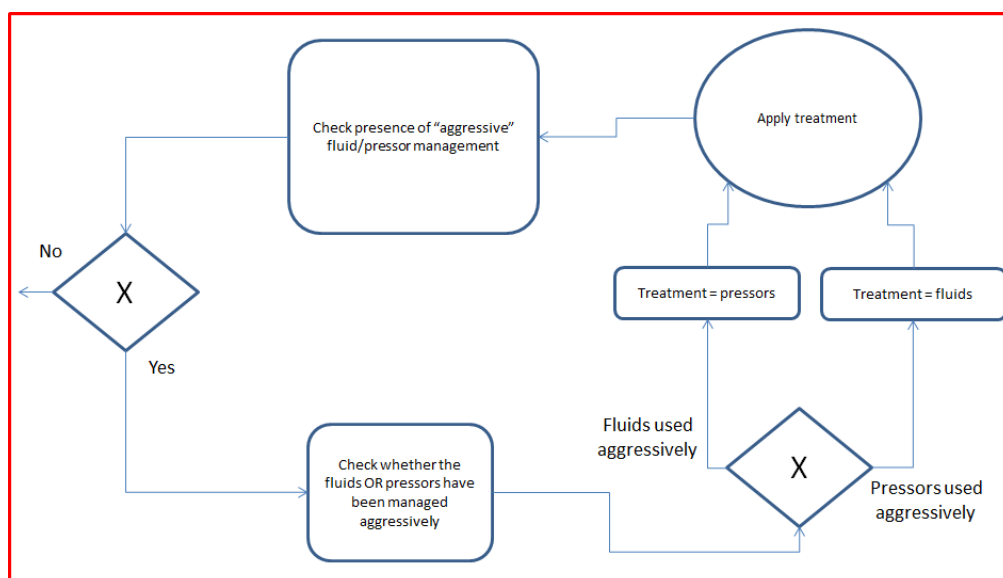 Check presence of “aggressive”
fluid/pressor management
Apply treatment
No
X
Yes
Treatment = pressors
Treatment = fluids
Fluids used
aggressively
X
Pressors used
aggressively
Check whether the
fluids OR pressors have
been managed
aggressively